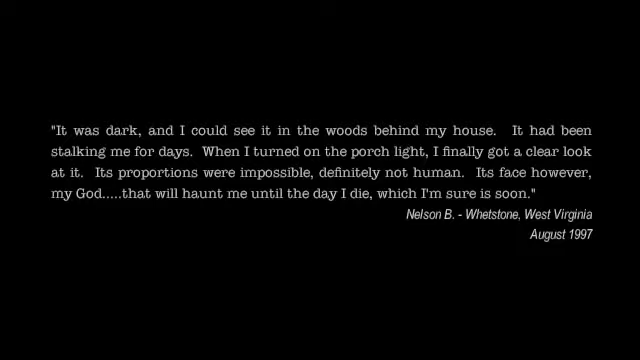 "It was dark, and I could see it in the woods behind my house. It had been
stalking me for days. When I turned on the porch light, I finally got a clear look
at it. Its proportions were impossible, definitely not human. Its face however,
my God.....that will haunt me until the day I die, which I'm sure is soon."
Nelson B. - Whetstone, West Virginia
August 1997